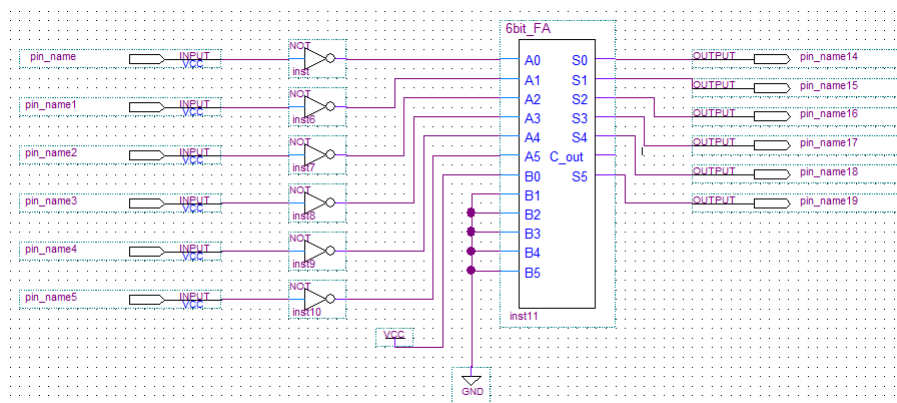 6bit_FA
pin_name INPUT VCC NOT inst A0 S0 OUTPUT pin_name14
pin_name1 INPUT VCC NOT inst6 A1 S1 OUTPUT pin_name15
pin_name2 INPUT VCC NOT inst7 A2 S2 OUTPUT pin_name16
pin_name3 INPUT VCC NOT inst8 A3 S3 OUTPUT pin_name17
pin_name4 INPUT VCC NOT inst9 A4 S4 OUTPUT pin_name18
pin_name5 INPUT VCC NOT inst10 A5 C_out
B0 S5 OUTPUT pin_name19
B1
B2
B3
B4
B5
inst11
VCC
GND